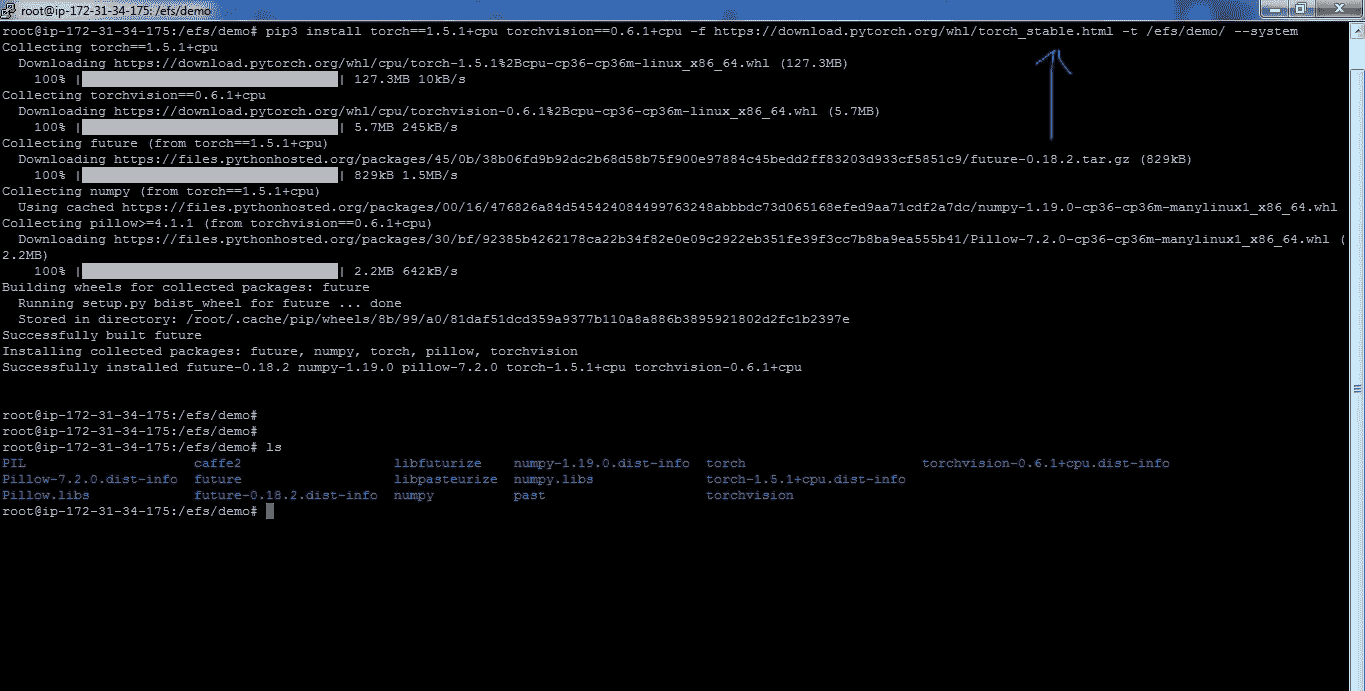 root@ip-172-31-34-175: /efs/demo
root@ip-172-31-34-175:/efs/demo# pip3 install torch==1.5.1+cpu torchvision==0.6.1+cpu -f https://download.pytorch.org/whl/torch_stable.html -t /efs/demo/ --system
Collecting torch==1.5.1+cpu
  Downloading https://download.pytorch.org/whl/cpu/torch-1.5.1%2Bcpu-cp36-cp36m-linux_x86_64.whl (127.3MB)
    100% |████████████████████████████████| 127.3MB 10kB/s
Collecting torchvision==0.6.1+cpu
  Downloading https://download.pytorch.org/whl/cpu/torchvision-0.6.1%2Bcpu-cp36-cp36m-linux_x86_64.whl (5.7MB)
    100% |████████████████████████████████| 5.7MB 245kB/s
Collecting future (from torch==1.5.1+cpu)
  Downloading https://files.pythonhosted.org/packages/45/0b/38b06fd9b92dc2b68d58b75f900e97884c45bedd2ff83203d933cf5851c9/future-0.18.2.tar.gz (829kB)
    100% |████████████████████████████████| 829kB 1.5MB/s
Collecting numpy (from torch==1.5.1+cpu)
  Using cached https://files.pythonhosted.org/packages/00/16/476826a84d545424084499763248abbbdc73d065168efed9aa71cdf2a7dc/numpy-1.19.0-cp36-cp36m-manylinux1_x86_64.whl
Collecting pillow>=4.1.1 (from torchvision==0.6.1+cpu)
  Downloading https://files.pythonhosted.org/packages/30/bf/92385b4262178ca22b34f82e0e09c2922eb351fe39f3cc7b8ba9ea555b41/Pillow-7.2.0-cp36-cp36m-manylinux1_x86_64.whl (
2.2MB)
    100% |████████████████████████████████| 2.2MB 642kB/s
Building wheels for collected packages: future
  Running setup.py bdist_wheel for future ... done
  Stored in directory: /root/.cache/pip/wheels/8b/99/a0/81daf51dcd359a9377b110a8a886b3895921802d2fc1b2397e
Successfully built future
Installing collected packages: future, numpy, torch, pillow, torchvision
Successfully installed future-0.18.2 numpy-1.19.0 pillow-7.2.0 torch-1.5.1+cpu torchvision-0.6.1+cpu
root@ip-172-31-34-175:/efs/demo#
root@ip-172-31-34-175:/efs/demo#
root@ip-172-31-34-175:/efs/demo# ls
PIL caffe2 libfuturize numpy-1.19.0.dist-info torch torchvision-0.6.1+cpu.dist-info
Pillow-7.2.0.dist-info future libpasteurize numpy.libs torch-1.5.1+cpu.dist-info
Pillow.libs future-0.18.2.dist-info numpy past torchvision
root@ip-172-31-34-175:/efs/demo#